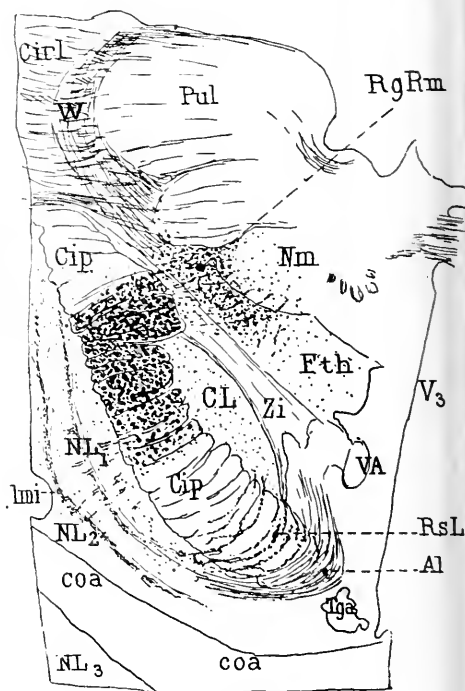 Cirl
W
Pul
RgRm
Cip
Nm
Fth
CL
Zi
V3
NL1
VA
Cip
lmi
NL2
RsL
coa
Al
Tga
NL3
coa